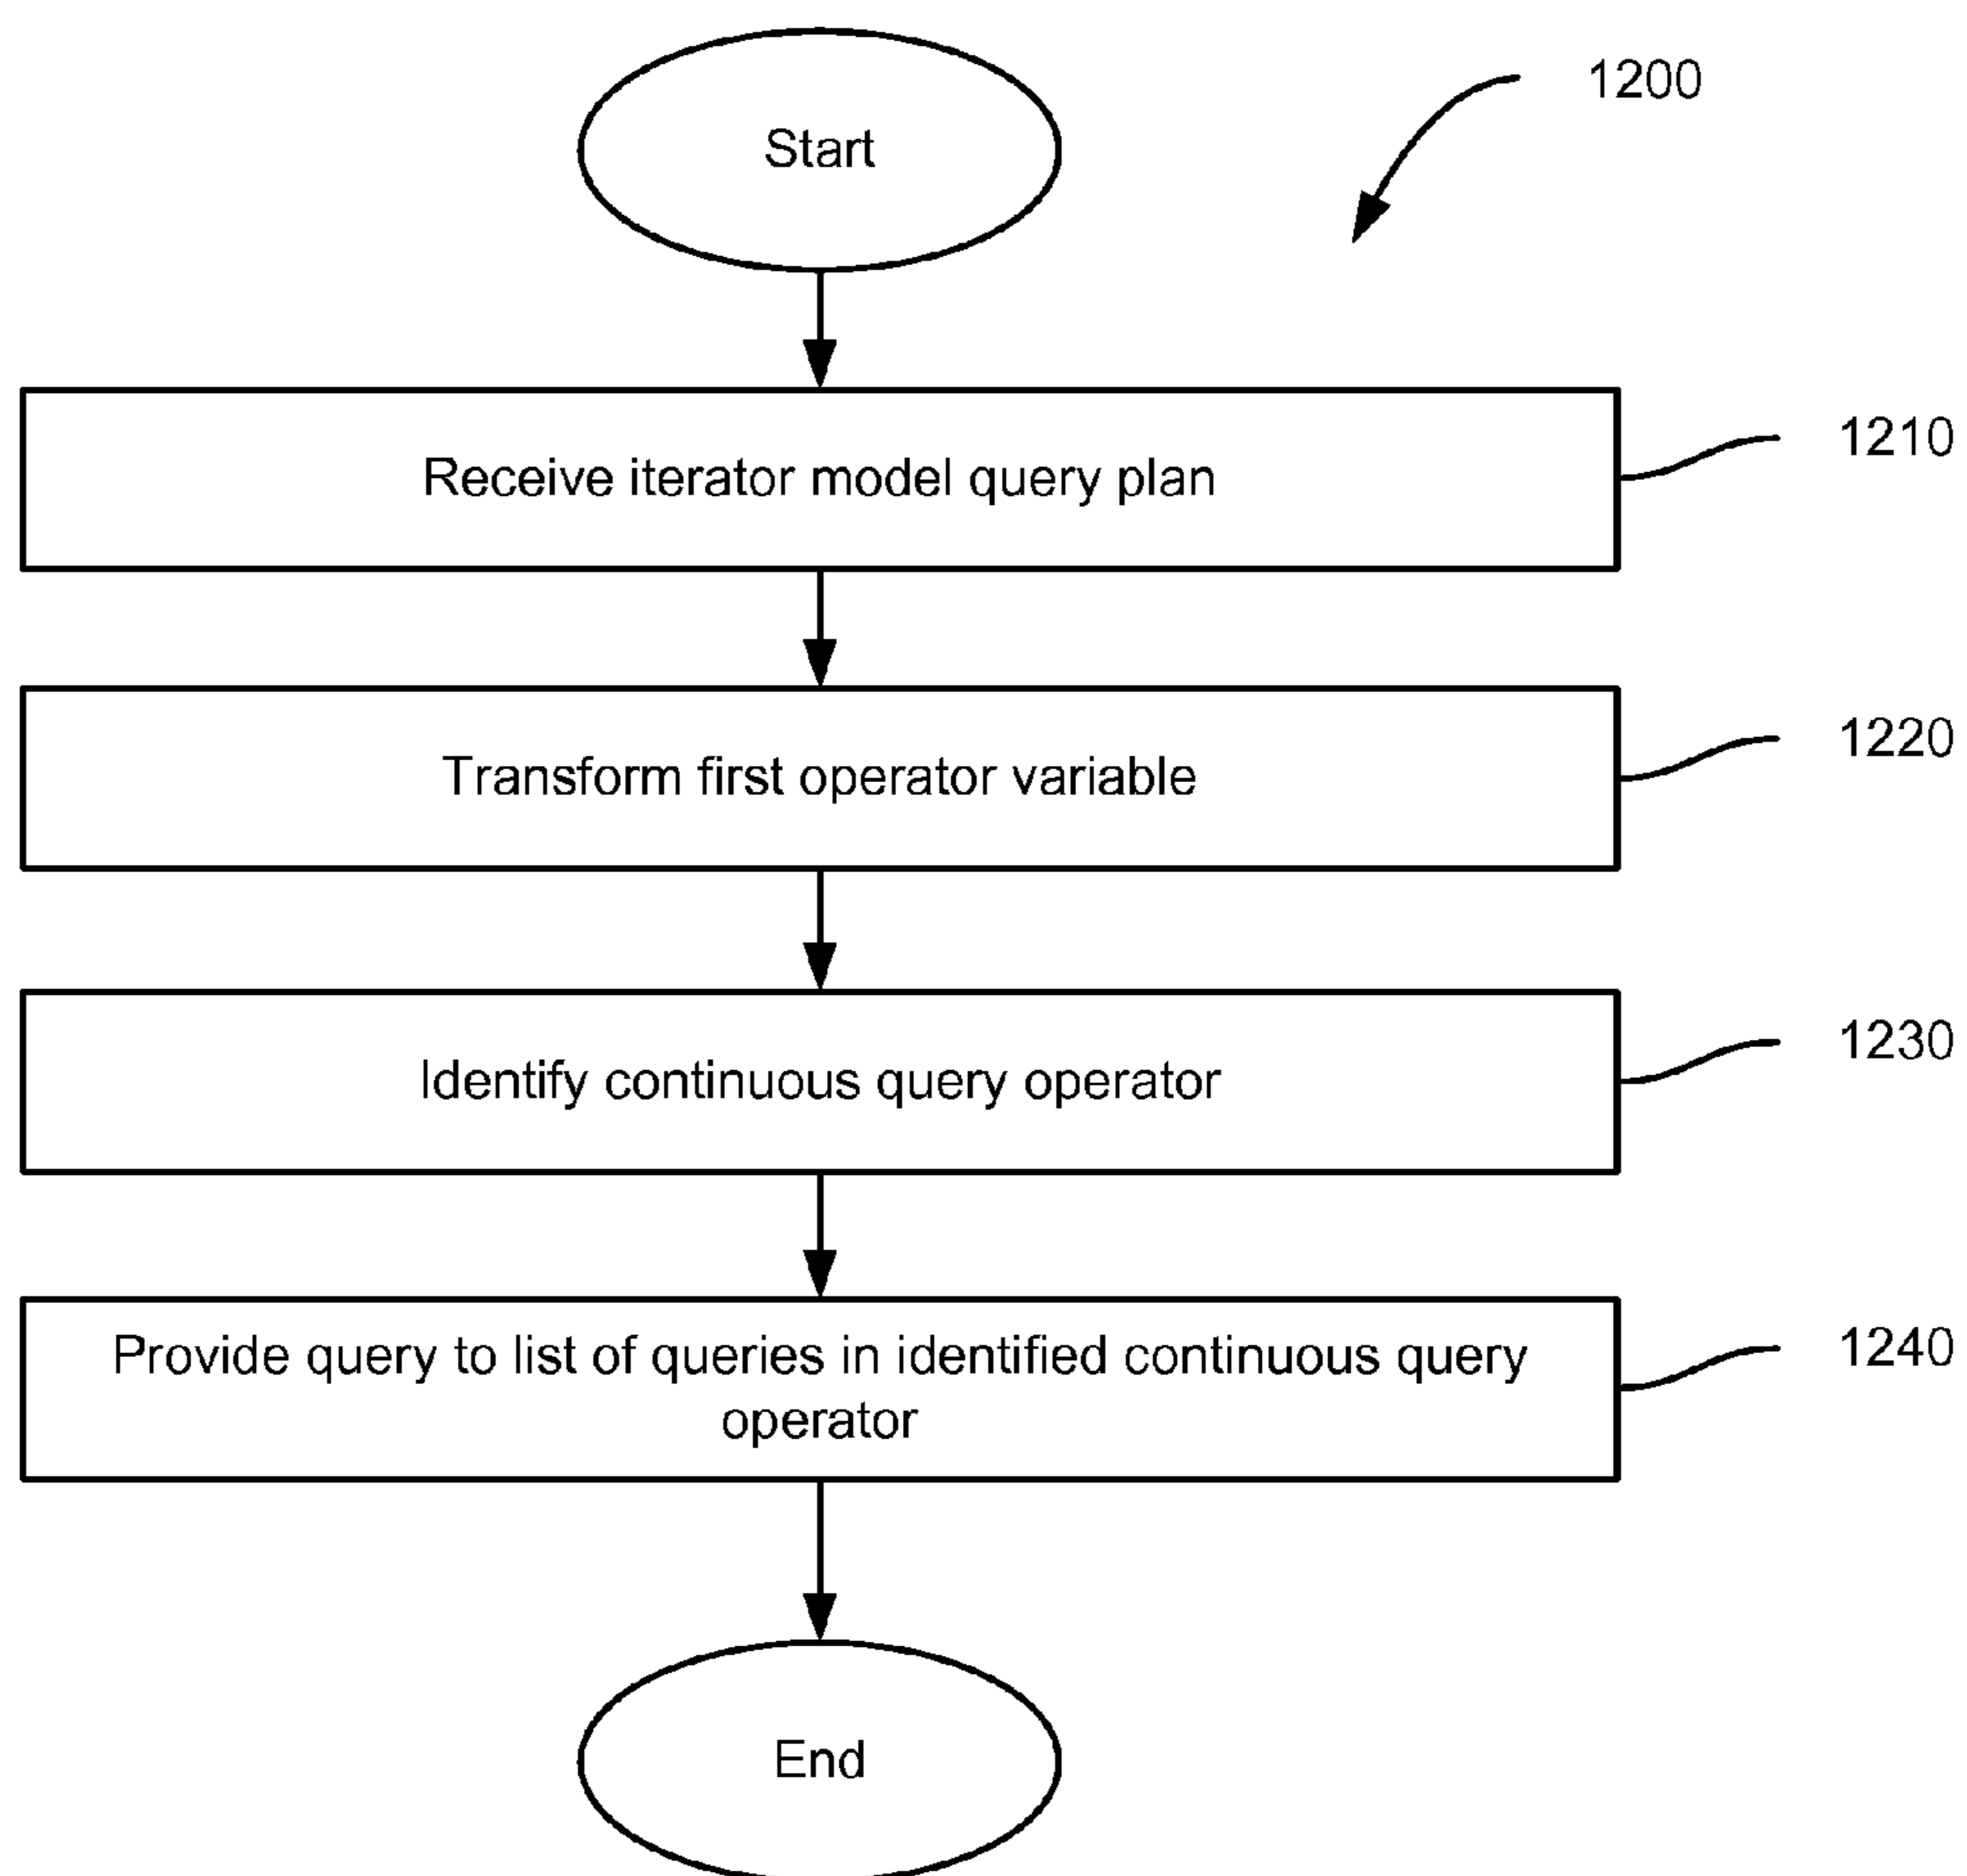 Start
1200
Receive iterator model query plan
1210
Transform first operator variable
1220
Identify continuous query operator
1230
Provide query to list of queries in identified continuous query
operator
1240
End